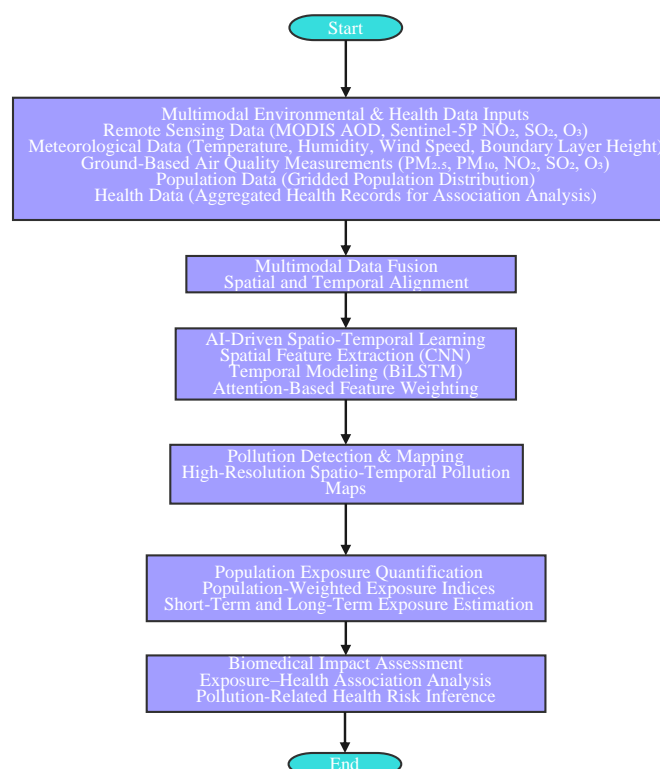 Start
Multimodal Environmental & Health Data Inputs
Remote Sensing Data (MODIS AOD, Sentinel-5P NO₂, SO₂, O₃)
Meteorological Data (Temperature, Humidity, Wind Speed, Boundary Layer Height)
Ground-Based Air Quality Measurements (PM₂.₅, PM₁₀, NO₂, SO₂, O₃)
Population Data (Gridded Population Distribution)
Health Data (Aggregated Health Records for Association Analysis)
Multimodal Data Fusion
Spatial and Temporal Alignment
AI-Driven Spatio-Temporal Learning
Spatial Feature Extraction (CNN)
Temporal Modeling (BiLSTM)
Attention-Based Feature Weighting
Pollution Detection & Mapping
High-Resolution Spatio-Temporal Pollution
Maps
Population Exposure Quantification
Population-Weighted Exposure Indices
Short-Term and Long-Term Exposure Estimation
Biomedical Impact Assessment
Exposure–Health Association Analysis
Pollution-Related Health Risk Inference
End